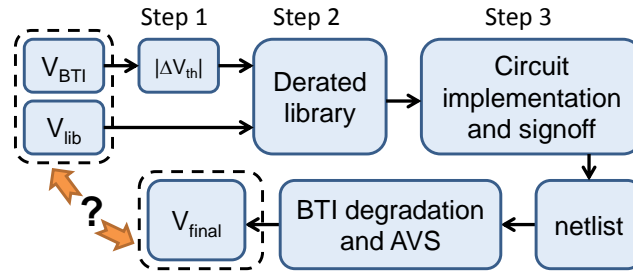 Step 1
Step 2
Step 3
V_BTI
|ΔV_th|
Derated
library
Circuit
implementation
and signoff
V_lib
?
V_final
BTI degradation
and AVS
netlist